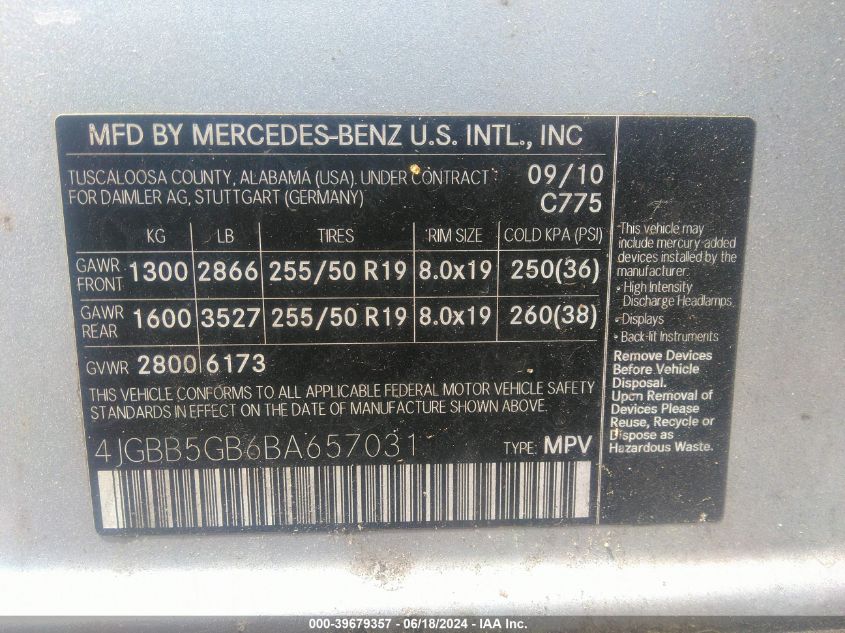 MFD BY MERCEDES-BENZ U.S. INTL., INC
TUSCALOOSA COUNTY, ALABAMA (USA). UNDER CONTRACT 09/10
FOR DAIMLER AG, STUTTGART (GERMANY) C775
KG LB TIRES RIM SIZE COLD KPA (PSI)
GAWR FRONT 1300 2866 255/50 R19 8.0x19 250(36)
GAWR REAR 1600 3527 255/50 R19 8.0x19 260(38)
GVWR 2800 6173
THIS VEHICLE CONFORMS TO ALL APPLICABLE FEDERAL MOTOR VEHICLE SAFETY
STANDARDS IN EFFECT ON THE DATE OF MANUFACTURE SHOWN ABOVE.
4JGBB5GB6BA657031 TYPE: MPV
This vehicle may
include mercury-added
devices installed by the
manufacturer:
- High Intensity
Discharge Headlamps
- Displays
- Back-lit Instruments
Remove Devices
Before Vehicle
Disposal.
Upon Removal of
Devices Please
Reuse, Recycle or
Dispose as
Hazardous Waste.
000-39679357 - 06/18/2024 - IAA Inc.